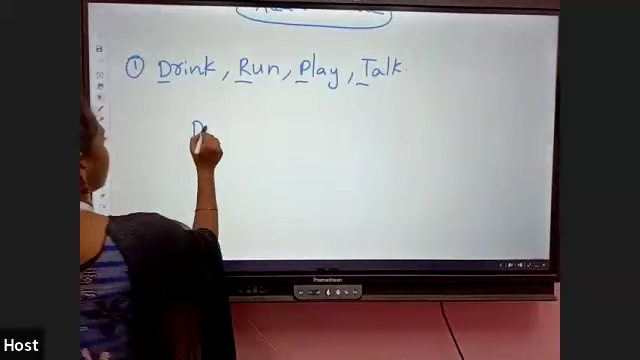 ① Drink, Run, Play, Talk.
D
Promethean
Host